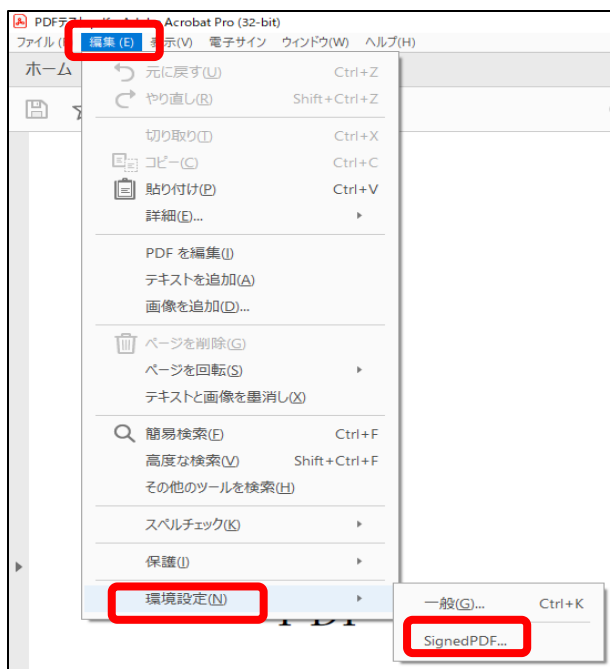 PDFテスト.pdf - Adobe Acrobat Pro (32-bit)
ファイル( 編集(E) 表示(V) 電子サイン ウィンドウ(W) ヘルプ(H)
ホーム
元に戻す(U) Ctrl+Z
やり直し(R) Shift+Ctrl+Z
切り取り(T) Ctrl+X
コピー(C) Ctrl+C
貼り付け(P) Ctrl+V
詳細(E)...
PDF を編集(I)
テキストを追加(A)
画像を追加(D)...
ページを削除(G)
ページを回転(S)
テキストと画像を墨消し(X)
簡易検索(F) Ctrl+F
高度な検索(V) Shift+Ctrl+F
その他のツールを検索(H)
スペルチェック(K)
保護(I)
環境設定(N)
一般(G)... Ctrl+K
PDF
SignedPDF...